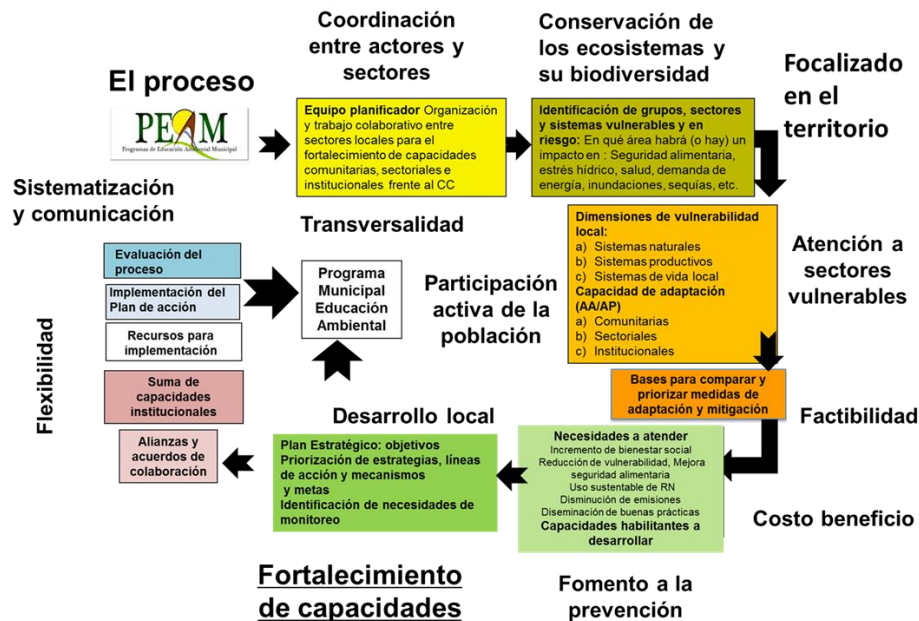 El proceso
PEAM
Programas de Educación Ambiental Municipal
Coordinación
entre actores y
sectores
Conservación de
los ecosistemas y
su biodiversidad
Focalizado
en el
territorio
Equipo planificador Organización
y trabajo colaborativo entre
sectores locales para el
fortalecimiento de capacidades
comunitarias, sectoriales e
institucionales frente al CC
Identificación de grupos, sectores
y sistemas vulnerables y en
riesgo: En qué área habrá (o hay) un
impacto en : Seguridad alimentaria,
estrés hídrico, salud, demanda de
energía, inundaciones, sequías, etc.
Sistematización
y comunicación
Transversalidad
Dimensiones de vulnerabilidad
local:
a) Sistemas naturales
b) Sistemas productivos
c) Sistemas de vida local
Capacidad de adaptación
(AA/AP)
a) Comunitarias
b) Sectoriales
c) Institucionales
Atención a
sectores
vulnerables
Evaluación del
proceso
Implementación del
Plan de acción
Recursos para
implementación
Suma de
capacidades
institucionales
Alianzas y
acuerdos de
colaboración
Flexibilidad
Programa
Municipal
Educación
Ambiental
Participación
activa de la
población
Bases para comparar y
priorizar medidas de
adaptación y mitigación
Factibilidad
Desarrollo local
Plan Estratégico: objetivos
Priorización de estrategias, líneas
de acción y mecanismos
y metas
Identificación de necesidades de
monitoreo
Necesidades a atender
Incremento de bienestar social
Reducción de vulnerabilidad, Mejora
seguridad alimentaria
Uso sustentable de RN
Disminución de emisiones
Diseminación de buenas prácticas
Capacidades habilitantes a
desarrollar
Costo beneficio
Fortalecimiento
de capacidades
Fomento a la
prevención